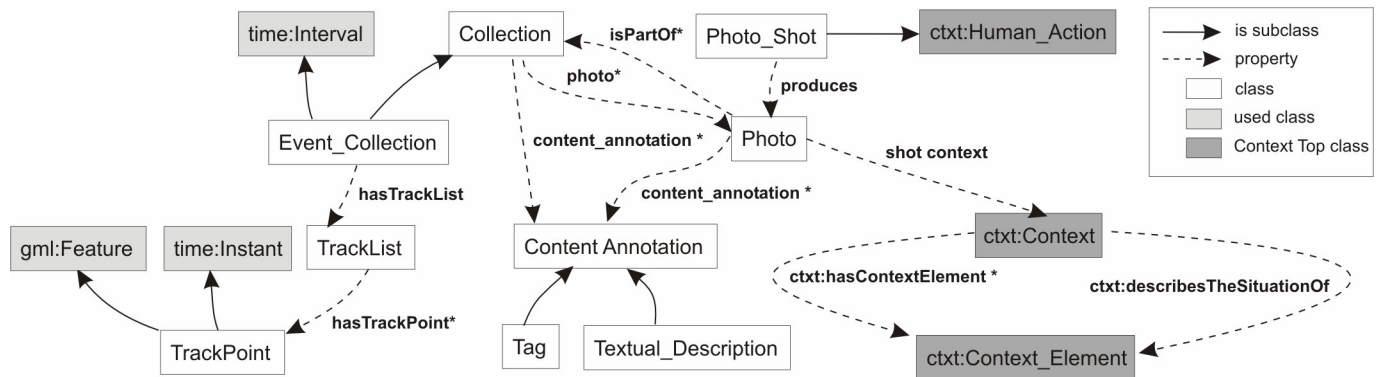 time:Interval
Collection
isPartOf*
Photo_Shot
ctxt:Human_Action
is subclass
photo*
property
produces
class
Event_Collection
content_annotation *
Photo
used class
Context Top class
hasTrackList
content_annotation *
shot context
gml:Feature
time:Instant
TrackList
Content Annotation
ctxt:Context
ctxt:hasContextElement *
ctxt:describesTheSituationOf
hasTrackPoint*
TrackPoint
Tag
Textual_Description
ctxt:Context_Element